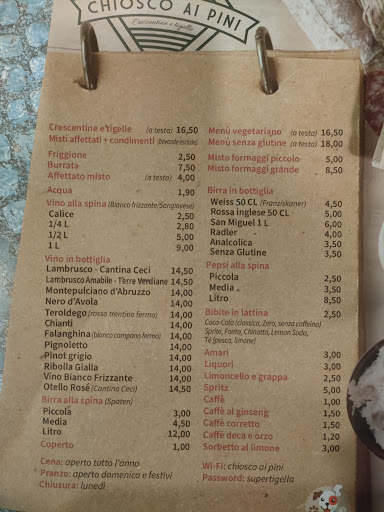 CHIOSCO AI PINI
Crescentine e tigelle
Crescentine e tigelle (a testa) 16,50
Misti affettati + condimenti (bevande escluse)
Friggione 2,50
Burrata 7,50
Affettato misto (a testa) 4,00
Acqua 1,90
Vino alla spina (Bianco frizzante/Sangiovese)
Calice 2,50
1/4 L 2,80
1/2 L 5,00
1 L 9,00
Vino in bottiglia
Lambrusco - Cantina Ceci 14,50
Lambrusco Amabile - Terre Verdiane 14,50
Montepulciano d'Abruzzo 14,50
Nero d'Avola 14,50
Teroldego (rosso trentino fermo) 14,50
Chianti 14,50
Falanghina (bianco campano fermo) 14,50
Pignoletto 14,50
Pinot grigio 14,50
Ribolla Gialla 14,50
Vino Bianco Frizzante 14,50
Otello Rosé (Cantina Ceci) 14,50
Birra alla spina (Spaten)
Piccola 3,00
Media 4,50
Litro 12,00
Coperto 1,00
Cena: aperto tutto l'anno
Pranzo: aperto domenica e festivi
Chiusura: lunedì
Menù vegetariano (a testa) 16,50
Menù senza glutine (a testa) 18,00
Misto formaggi piccolo 5,00
Misto formaggi grande 8,50
Birra in bottiglia
Weiss 50 CL (Franziskaner) 4,50
Rossa inglese 50 CL 5,00
San Miguel 1 L 6,00
Radler 4,00
Analcolica 3,50
Senza Glutine 3,50
Pepsi alla spina
Piccola 2,50
Media 3,50
Litro 8,50
Bibite in lattina 2,50
Coca-Cola (classica, Zero, senza caffeina)
Sprite, Fanta, Chinotto, Lemon Soda,
Tè (pesca, limone)
Amari 3,00
Liquori 3,00
Limoncello e grappa 2,50
Spritz 5,00
Caffè 1,00
Caffè al ginseng 1,50
Caffè corretto 1,50
Caffè deca e orzo 1,20
Sorbetto al limone 3,00
Wi-Fi: chiosco ai pini
Password: supertigella